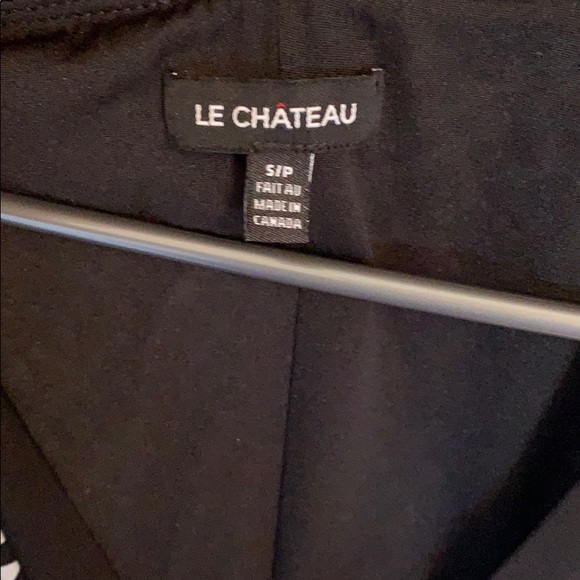 LE CHÂTEAU
S/P
FAIT AU
MADE IN
CANADA